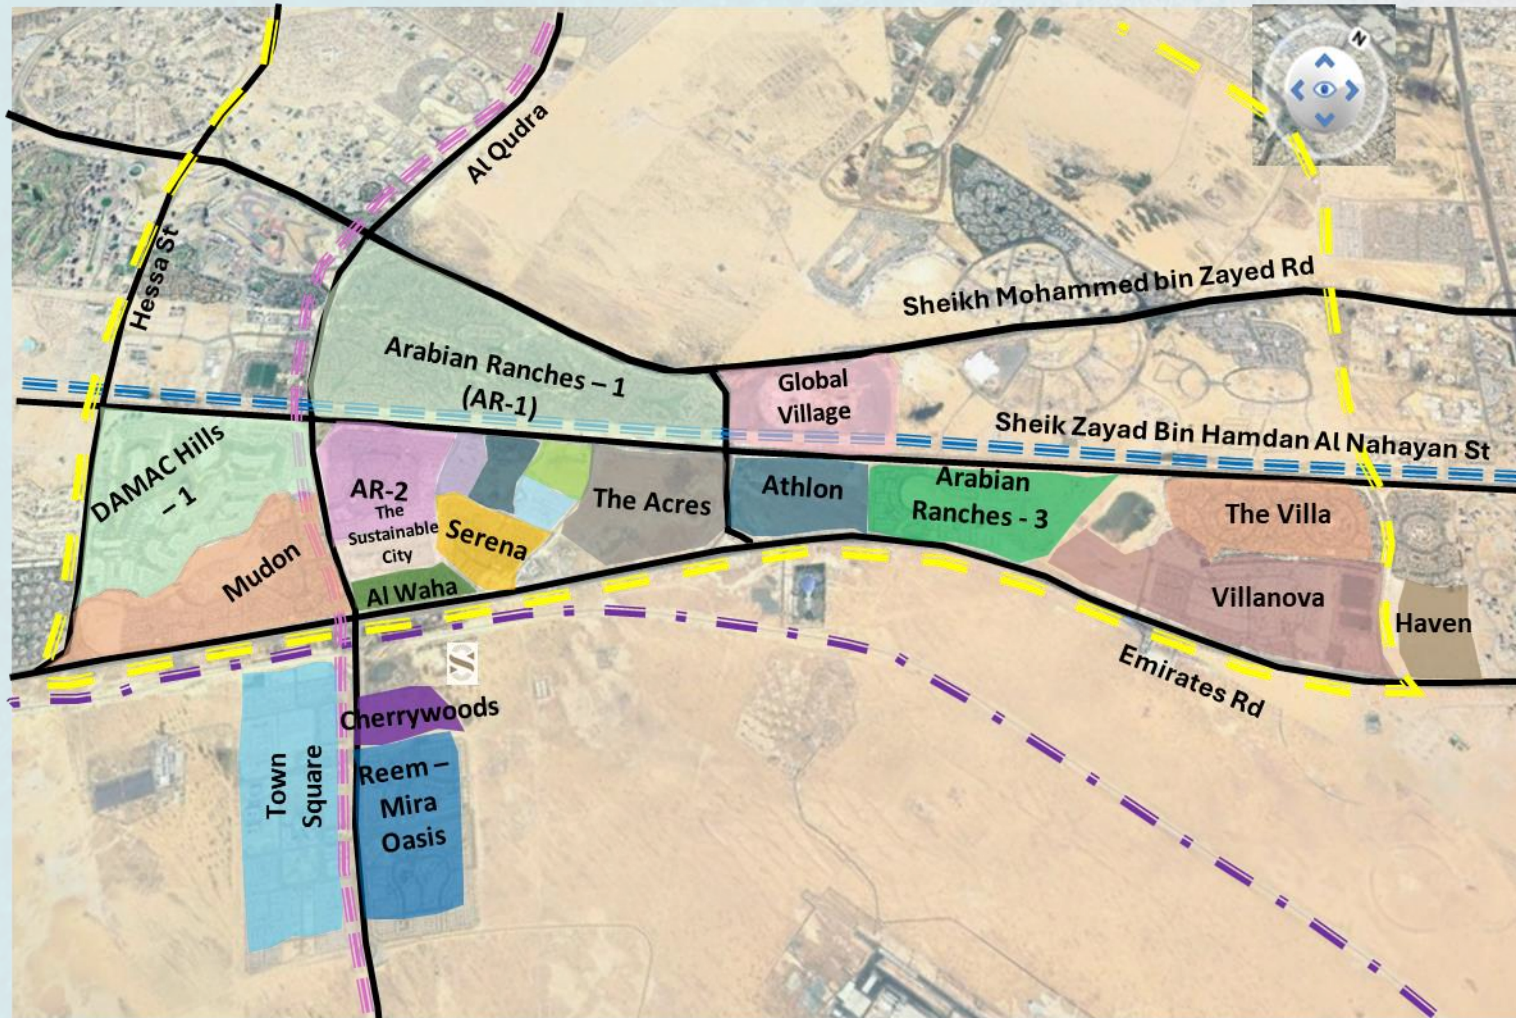 N
Al Qudra
Hessa St
Sheikh Mohammed bin Zayed Rd
Arabian Ranches – 1
(AR-1)
Global
Village
Sheik Zayad Bin Hamdan Al Nahayan St
DAMAC Hills
– 1
AR-2
The
Sustainable
City
Serena
The Acres
Athlon
Arabian
Ranches - 3
The Villa
Mudon
Al Waha
Villanova
Haven
Emirates Rd
S
Cherrywoods
Town
Square
Reem –
Mira
Oasis